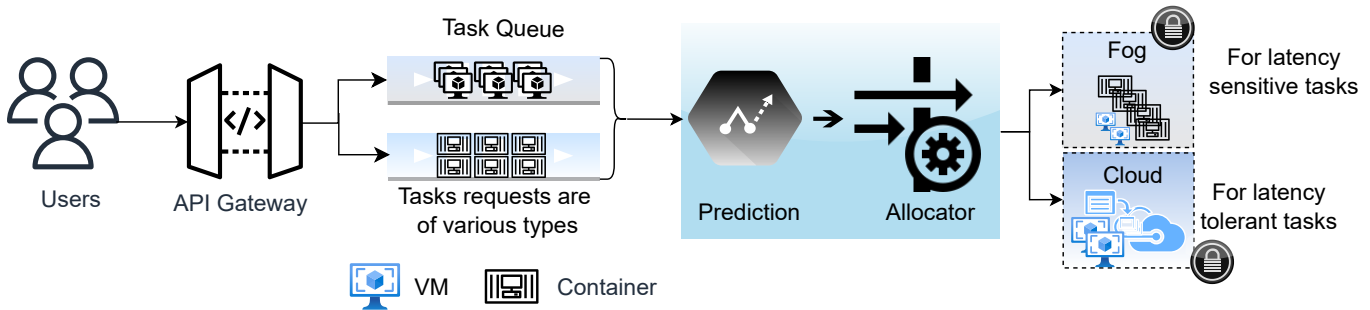 Task Queue
Users
</>
API Gateway
Tasks requests are
of various types
VM
Container
Prediction
Allocator
Fog
For latency
sensitive tasks
Cloud
For latency
tolerant tasks